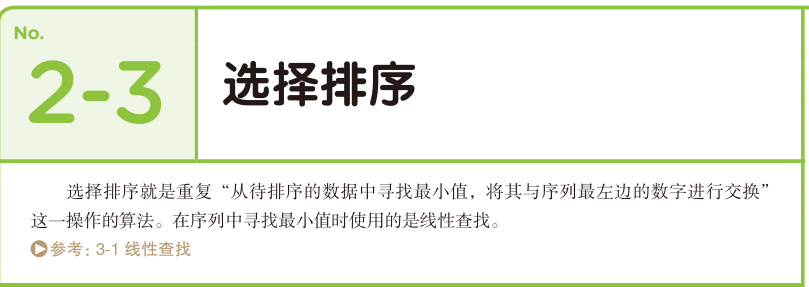 No.
2-3
选择排序
选择排序就是重复“从待排序的数据中寻找最小值，将其与序列最左边的数字进行交换”
这一操作的算法。在序列中寻找最小值时使用的是线性查找。
参考：3-1 线性查找